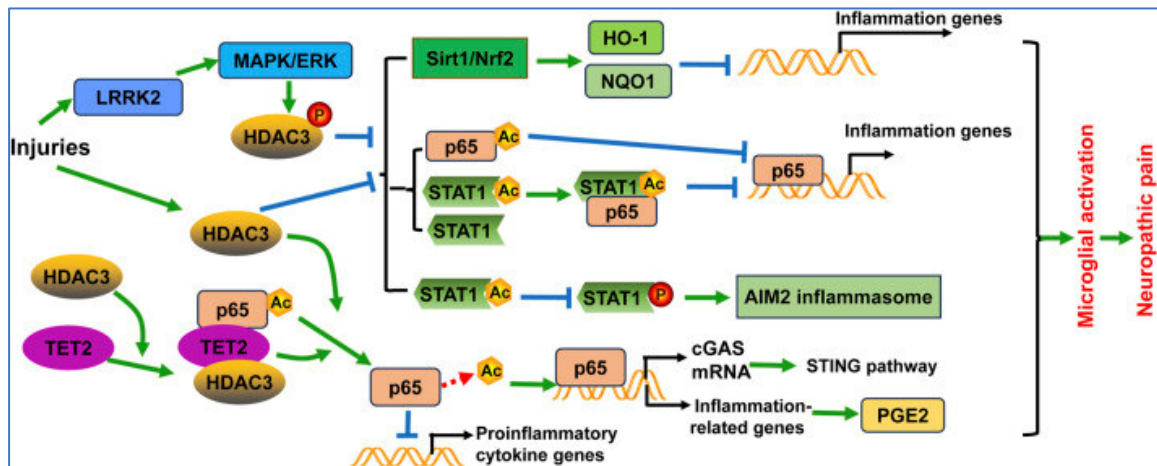 Inflammation genes
HO-1
MAPK/ERK
Sirt1/Nrf2
NQO1
LRRK2
P
HDAC3
Injuries
Inflammation genes
p65
Ac
p65
STAT1
Ac
STAT1
Ac
p65
STAT1
HDAC3
HDAC3
STAT1
Ac
STAT1
P
AIM2 inflammasome
p65
Ac
TET2
TET2
HDAC3
p65
Ac
p65
cGAS
mRNA
STING pathway
Inflammation-
related genes
PGE2
Proinflammatory
cytokine genes
Microglial activation
Neuropathic pain